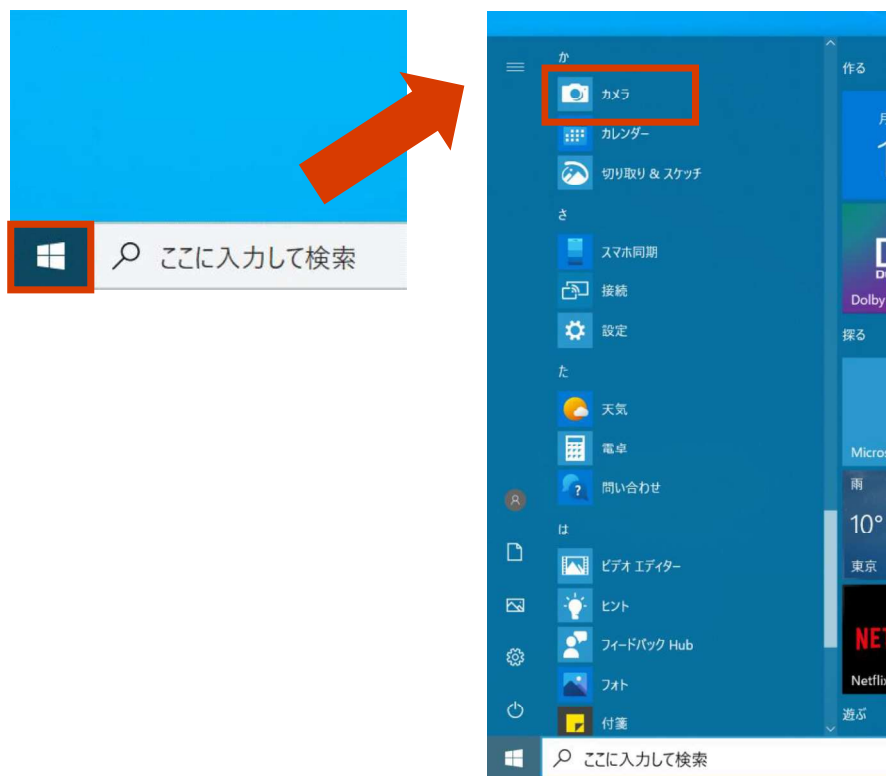 ここに入力して検索
か
カメラ
カレンダー
切り取り & スケッチ
さ
スマホ同期
接続
設定
た
天気
電卓
問い合わせ
は
ビデオ エディター
ヒント
フィードバック Hub
フォト
付箋
ここに入力して検索
作る
月
Dolby
探る
Micros
雨
10°
東京
NE
Netflix
遊ぶ